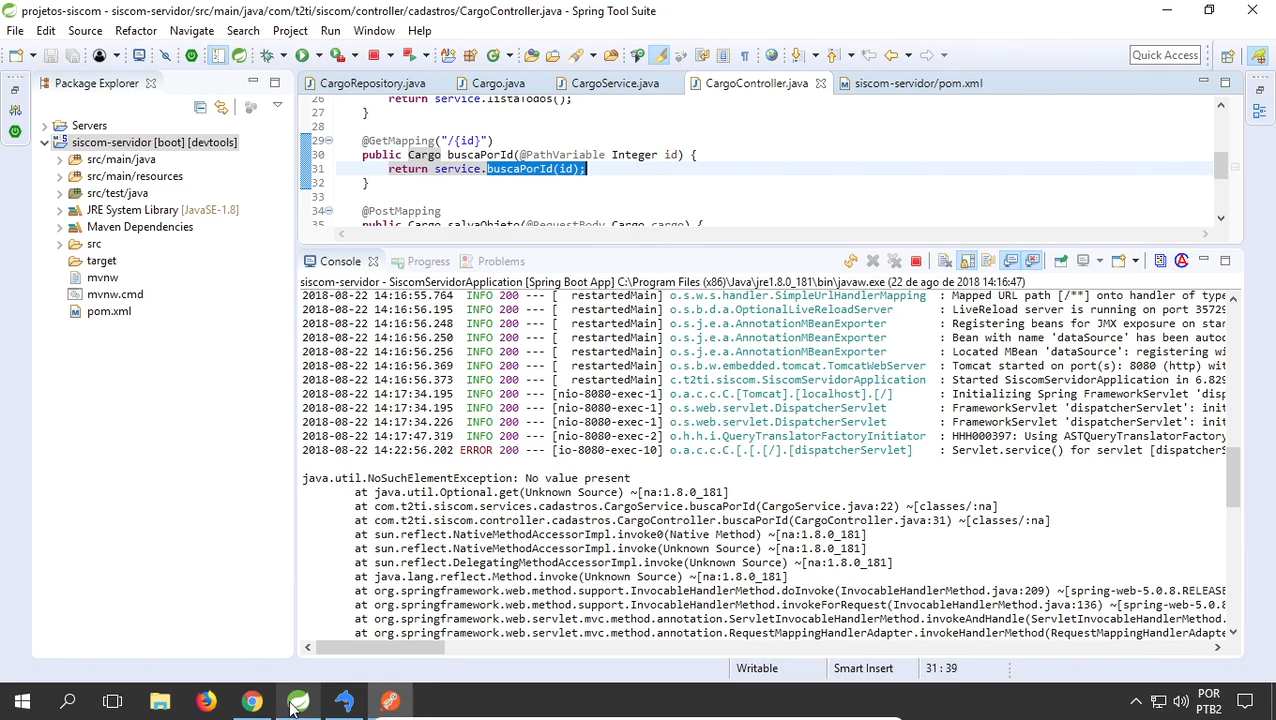 projetos-siscom - siscom-servidor/src/main/java/com/t2ti/siscom/controller/cadastros/CargoController.java - Spring Tool Suite
File Edit Source Refactor Navigate Search Project Run Window Help
Quick Access
Package Explorer
Servers
siscom-servidor [boot] [devtools]
src/main/java
src/main/resources
src/test/java
JRE System Library [JavaSE-1.8]
Maven Dependencies
src
target
mvnw
mvnw.cmd
pom.xml
CargoRepository.java Cargo.java CargoService.java CargoController.java siscom-servidor/pom.xml
26 return service.listaTodos();
27 }
28
29 @GetMapping("/{id}")
30 public Cargo buscaPorId(@PathVariable Integer id) {
31 return service.buscaPorId(id);
32 }
33
34 @PostMapping
35 public Cargo salvaObjeto(@RequestBody Cargo cargo) {
Console Progress Problems
siscom-servidor - SiscomServidorApplication [Spring Boot App] C:\Program Files (x86)\Java\jre1.8.0_181\bin\javaw.exe (22 de ago de 2018 14:16:47)
2018-08-22 14:16:55.764 INFO 200 --- [ restartedMain] o.s.w.s.handler.SimpleUrlHandlerMapping : Mapped URL path [/**] onto handler of type
2018-08-22 14:16:56.195 INFO 200 --- [ restartedMain] o.s.b.d.a.OptionalLiveReloadServer : LiveReload server is running on port 35729
2018-08-22 14:16:56.248 INFO 200 --- [ restartedMain] o.s.j.e.a.AnnotationMBeanExporter : Registering beans for JMX exposure on star
2018-08-22 14:16:56.250 INFO 200 --- [ restartedMain] o.s.j.e.a.AnnotationMBeanExporter : Bean with name 'dataSource' has been autod
2018-08-22 14:16:56.256 INFO 200 --- [ restartedMain] o.s.j.e.a.AnnotationMBeanExporter : Located MBean 'dataSource': registering wi
2018-08-22 14:16:56.369 INFO 200 --- [ restartedMain] o.s.b.w.embedded.tomcat.TomcatWebServer : Tomcat started on port(s): 8080 (http) wit
2018-08-22 14:16:56.373 INFO 200 --- [ restartedMain] c.t2ti.siscom.SiscomServidorApplication : Started SiscomServidorApplication in 6.829
2018-08-22 14:17:34.195 INFO 200 --- [nio-8080-exec-1] o.a.c.c.C.[Tomcat].[localhost].[/] : Initializing Spring FrameworkServlet 'disp
2018-08-22 14:17:34.195 INFO 200 --- [nio-8080-exec-1] o.s.web.servlet.DispatcherServlet : FrameworkServlet 'dispatcherServlet': init
2018-08-22 14:17:34.226 INFO 200 --- [nio-8080-exec-1] o.s.web.servlet.DispatcherServlet : FrameworkServlet 'dispatcherServlet': init
2018-08-22 14:17:47.319 INFO 200 --- [nio-8080-exec-2] o.h.h.i.QueryTranslatorFactoryInitiator : HHH000397: Using ASTQueryTranslatorFactory
2018-08-22 14:22:56.202 ERROR 200 --- [io-8080-exec-10] o.a.c.c.C.[.[.[/].[dispatcherServlet] : Servlet.service() for servlet [dispatcherS
java.util.NoSuchElementException: No value present
at java.util.Optional.get(Unknown Source) ~[na:1.8.0_181]
at com.t2ti.siscom.services.cadastros.CargoService.buscaPorId(CargoService.java:22) ~[classes/:na]
at com.t2ti.siscom.controller.cadastros.CargoController.buscaPorId(CargoController.java:31) ~[classes/:na]
at sun.reflect.NativeMethodAccessorImpl.invoke0(Native Method) ~[na:1.8.0_181]
at sun.reflect.NativeMethodAccessorImpl.invoke(Unknown Source) ~[na:1.8.0_181]
at sun.reflect.DelegatingMethodAccessorImpl.invoke(Unknown Source) ~[na:1.8.0_181]
at java.lang.reflect.Method.invoke(Unknown Source) ~[na:1.8.0_181]
at org.springframework.web.method.support.InvocableHandlerMethod.doInvoke(InvocableHandlerMethod.java:209) ~[spring-web-5.0.8.RELEASE
at org.springframework.web.method.support.InvocableHandlerMethod.invokeForRequest(InvocableHandlerMethod.java:136) ~[spring-web-5.0.8
at org.springframework.web.servlet.mvc.method.annotation.ServletInvocableHandlerMethod.invokeAndHandle(ServletInvocableHandlerMethod.
at org.springframework.web.servlet.mvc.method.annotation.RequestMappingHandlerAdapter.invokeHandlerMethod(RequestMappingHandlerAdapte
Writable Smart Insert 31 : 39
POR
PTB2